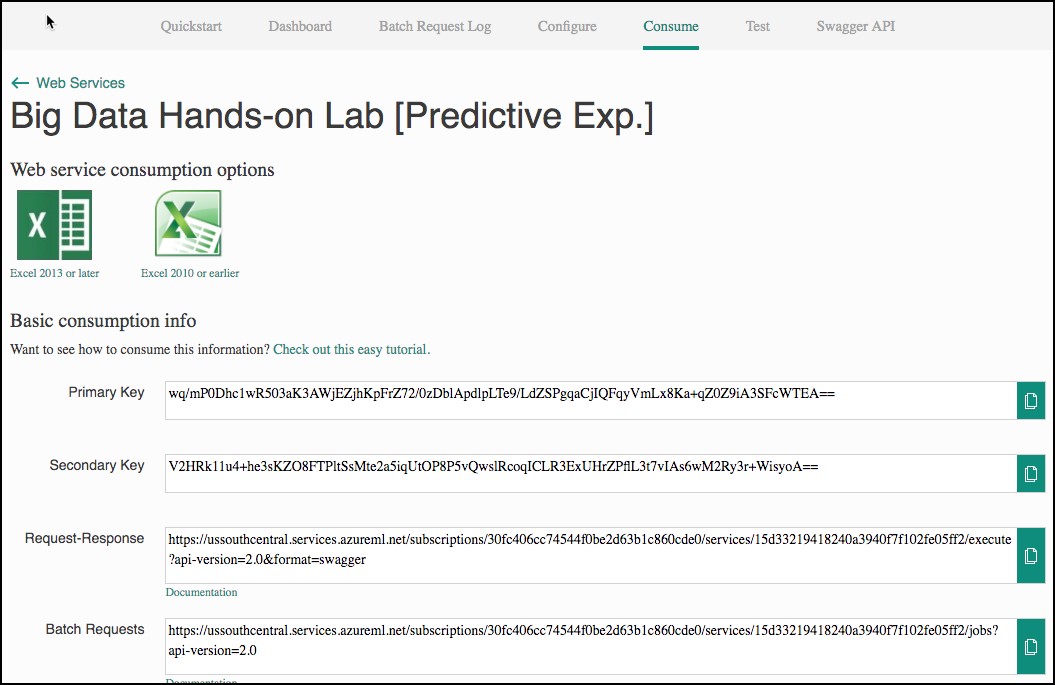 Quickstart Dashboard Batch Request Log Configure Consume Test Swagger API
← Web Services
Big Data Hands-on Lab [Predictive Exp.]
Web service consumption options
Excel 2013 or later Excel 2010 or earlier
Basic consumption info
Want to see how to consume this information? Check out this easy tutorial.
Primary Key wq/mP0Dhc1wR503aK3AWjEZjhKpFrZ72/0zDblApdlpLTe9/LdZSPgqaCjIQFqyVmLx8Ka+qZ0Z9iA3SFcWTEA==
Secondary Key V2HRk11u4+he3sKZO8FTPltSsMte2a5iqUtOP8P5vQwslRcoqICLR3ExUHrZPflL3t7vIAs6wM2Ry3r+WisyoA==
Request-Response https://ussouthcentral.services.azureml.net/subscriptions/30fc406cc74544f0be2d63b1c860cde0/services/15d33219418240a3940f7f102fe05ff2/execute
?api-version=2.0&format=swagger
Documentation
Batch Requests https://ussouthcentral.services.azureml.net/subscriptions/30fc406cc74544f0be2d63b1c860cde0/services/15d33219418240a3940f7f102fe05ff2/jobs?
api-version=2.0
Documentation